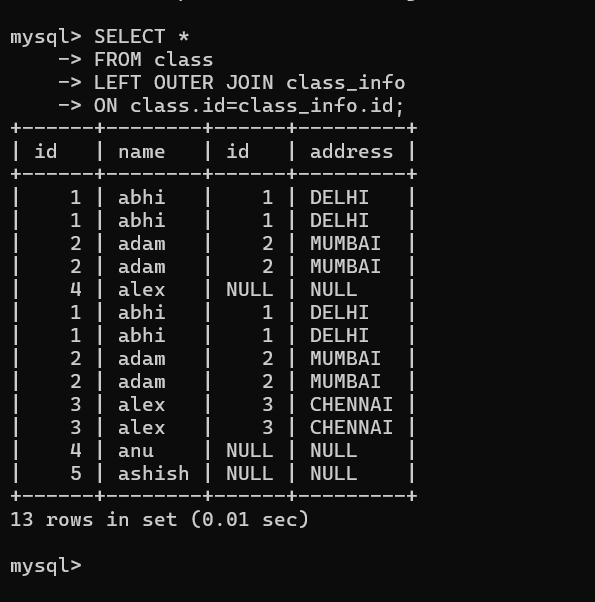 mysql> SELECT *
    -> FROM class
    -> LEFT OUTER JOIN class_info
    -> ON class.id=class_info.id;
+------+--------+------+---------+
| id   | name   | id   | address |
+------+--------+------+---------+
|    1 | abhi   |    1 | DELHI   |
|    1 | abhi   |    1 | DELHI   |
|    2 | adam   |    2 | MUMBAI  |
|    2 | adam   |    2 | MUMBAI  |
|    4 | alex   | NULL | NULL    |
|    1 | abhi   |    1 | DELHI   |
|    1 | abhi   |    1 | DELHI   |
|    2 | adam   |    2 | MUMBAI  |
|    2 | adam   |    2 | MUMBAI  |
|    3 | alex   |    3 | CHENNAI |
|    3 | alex   |    3 | CHENNAI |
|    4 | anu    | NULL | NULL    |
|    5 | ashish | NULL | NULL    |
+------+--------+------+---------+
13 rows in set (0.01 sec)
mysql>